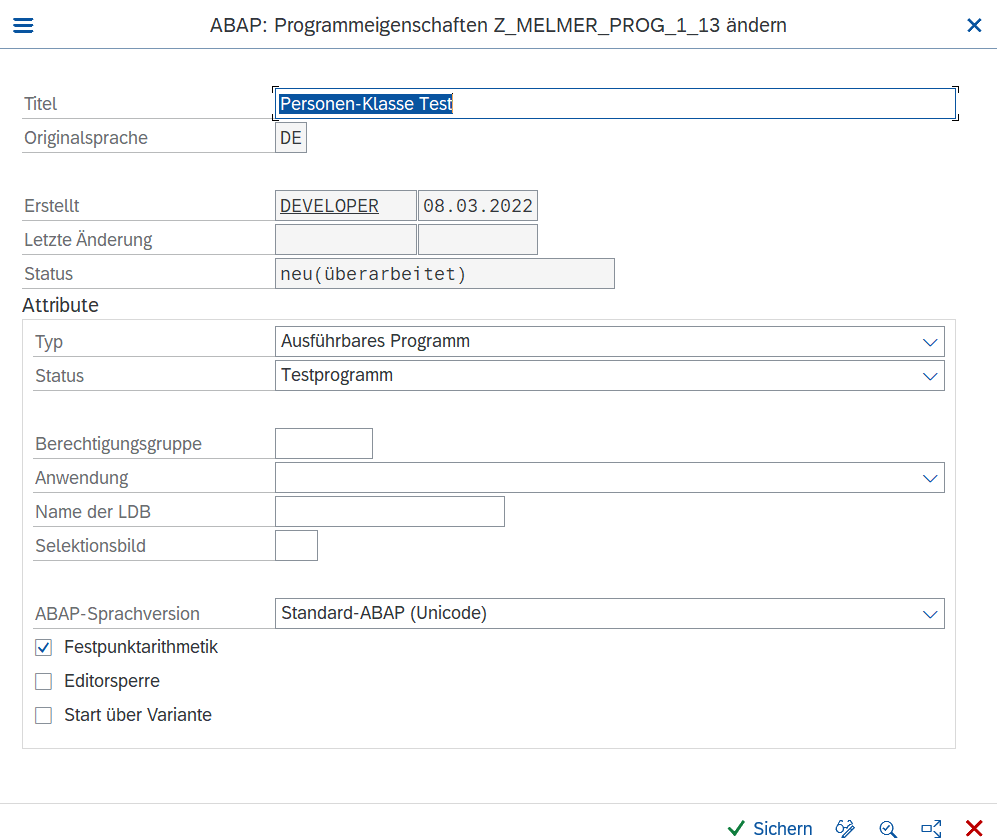 ABAP: Programmeigenschaften Z_MELMER_PROG_1_13 ändern
Titel Personen-Klasse Test
Originalsprache DE
Erstellt DEVELOPER 08.03.2022
Letzte Änderung
Status neu(überarbeitet)
Attribute
Typ Ausführbares Programm
Status Testprogramm
Berechtigungsgruppe
Anwendung
Name der LDB
Selektionsbild
ABAP-Sprachversion Standard-ABAP (Unicode)
Festpunktarithmetik
Editorsperre
Start über Variante
Sichern